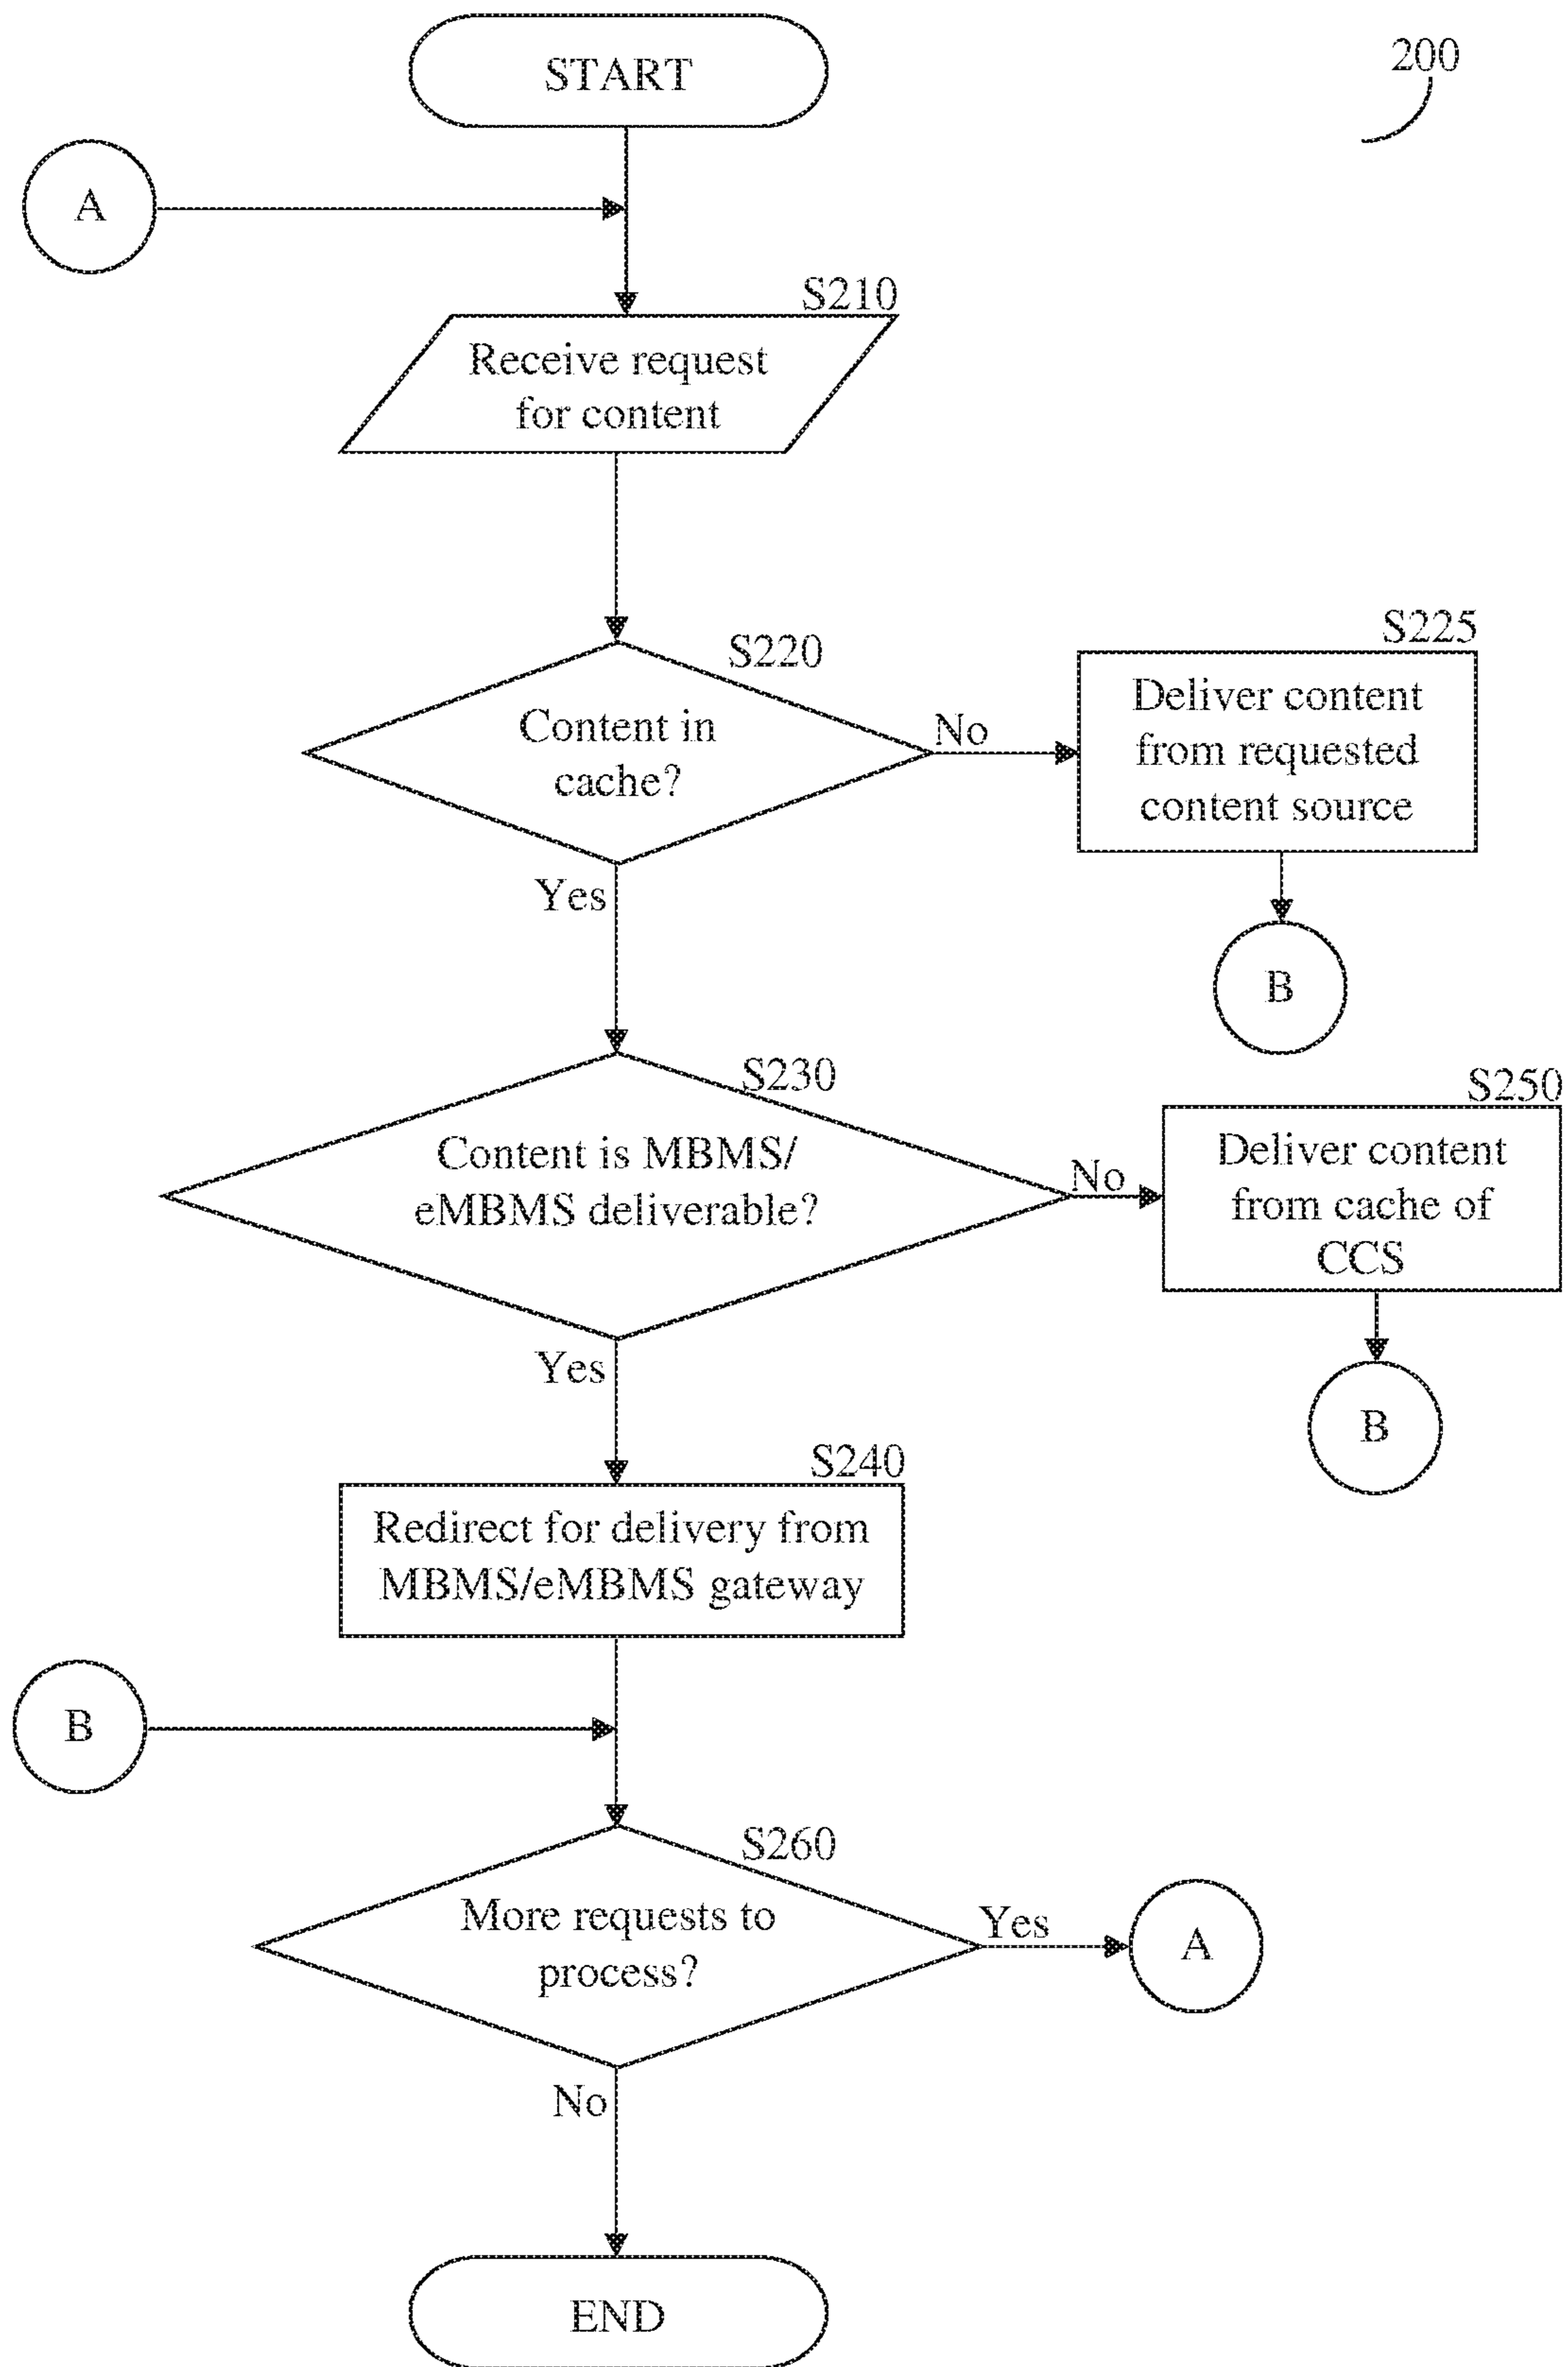 START
200
A
S210
Receive request
for content
S220
Content in
cache?
No
S225
Deliver content
from requested
content source
Yes
B
S230
Content is MBMS/
eMBMS deliverable?
No
S250
Deliver content
from cache of
CCS
Yes
B
S240
Redirect for delivery from
MBMS/eMBMS gateway
B
S260
More requests to
process?
Yes
A
No
END